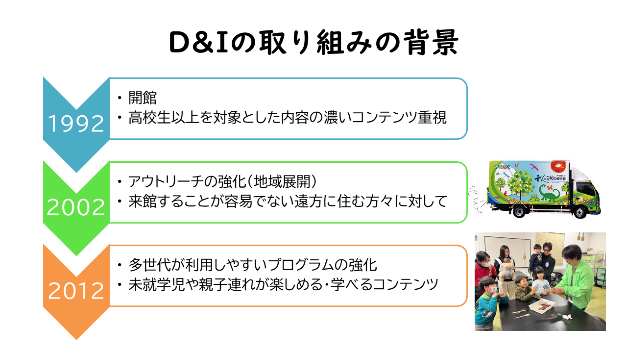 D&Iの取り組みの背景
1992
・ 開館
・ 高校生以上を対象とした内容の濃いコンテンツ重視
2002
・ アウトリーチの強化(地域展開)
・ 来館することが容易でない遠方に住む方々に対して
2012
・ 多世代が利用しやすいプログラムの強化
・ 未就学児や親子連れが楽しめる・学べるコンテンツ